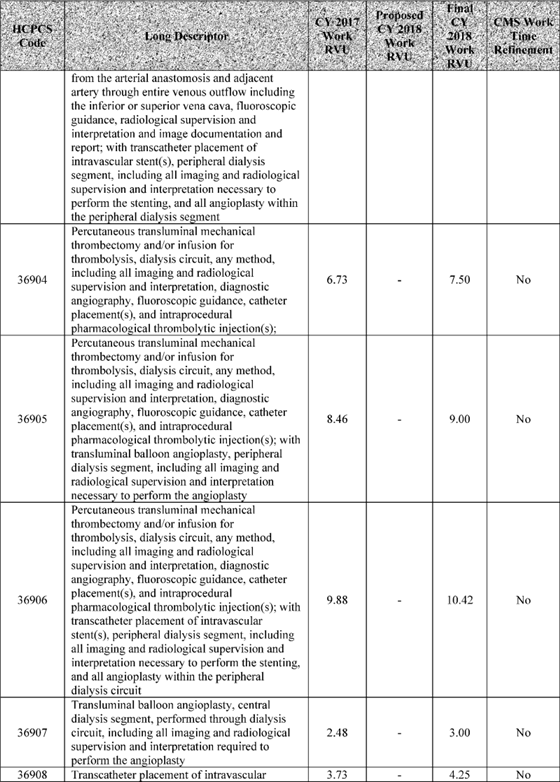 HCPCS Code
Long Descriptor
CY 2017 Work RVU
Proposed CY 2018 Work RVU
Final CY 2018 Work RVU
CMS Work Time Refinement
from the arterial anastomosis and adjacent
artery through entire venous outflow including
the inferior or superior vena cava, fluoroscopic
guidance, radiological supervision and
interpretation and image documentation and
report; with transcatheter placement of
intravascular stent(s), peripheral dialysis
segment, including all imaging and radiological
supervision and interpretation necessary to
perform the stenting, and all angioplasty within
the peripheral dialysis segment
36904
Percutaneous transluminal mechanical
thrombectomy and/or infusion for
thrombolysis, dialysis circuit, any method,
including all imaging and radiological
supervision and interpretation, diagnostic
angiography, fluoroscopic guidance, catheter
placement(s), and intraprocedural
pharmacological thrombolytic injection(s);
6.73
-
7.50
No
36905
Percutaneous transluminal mechanical
thrombectomy and/or infusion for
thrombolysis, dialysis circuit, any method,
including all imaging and radiological
supervision and interpretation, diagnostic
angiography, fluoroscopic guidance, catheter
placement(s), and intraprocedural
pharmacological thrombolytic injection(s); with
transluminal balloon angioplasty, peripheral
dialysis segment, including all imaging and
radiological supervision and interpretation
necessary to perform the angioplasty
8.46
-
9.00
No
36906
Percutaneous transluminal mechanical
thrombectomy and/or infusion for
thrombolysis, dialysis circuit, any method,
including all imaging and radiological
supervision and interpretation, diagnostic
angiography, fluoroscopic guidance, catheter
placement(s), and intraprocedural
pharmacological thrombolytic injection(s); with
transcatheter placement of intravascular
stent(s), peripheral dialysis segment, including
all imaging and radiological supervision and
interpretation necessary to perform the stenting,
and all angioplasty within the peripheral
dialysis circuit
9.88
-
10.42
No
36907
Transluminal balloon angioplasty, central
dialysis segment, performed through dialysis
circuit, including all imaging and radiological
supervision and interpretation required to
perform the angioplasty
2.48
-
3.00
No
36908
Transcatheter placement of intravascular
3.73
-
4.25
No